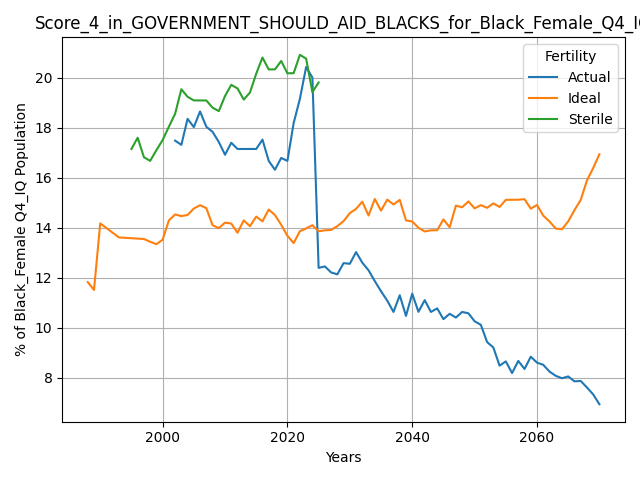 Score_4_in_GOVERNMENT_SHOULD_AID_BLACKS_for_Black_Female_Q4_IQ
Fertility
Actual
Ideal
Sterile
% of Black_Female Q4_IQ Population
20
18
16
14
12
10
8
2000 2020 2040 2060
Years